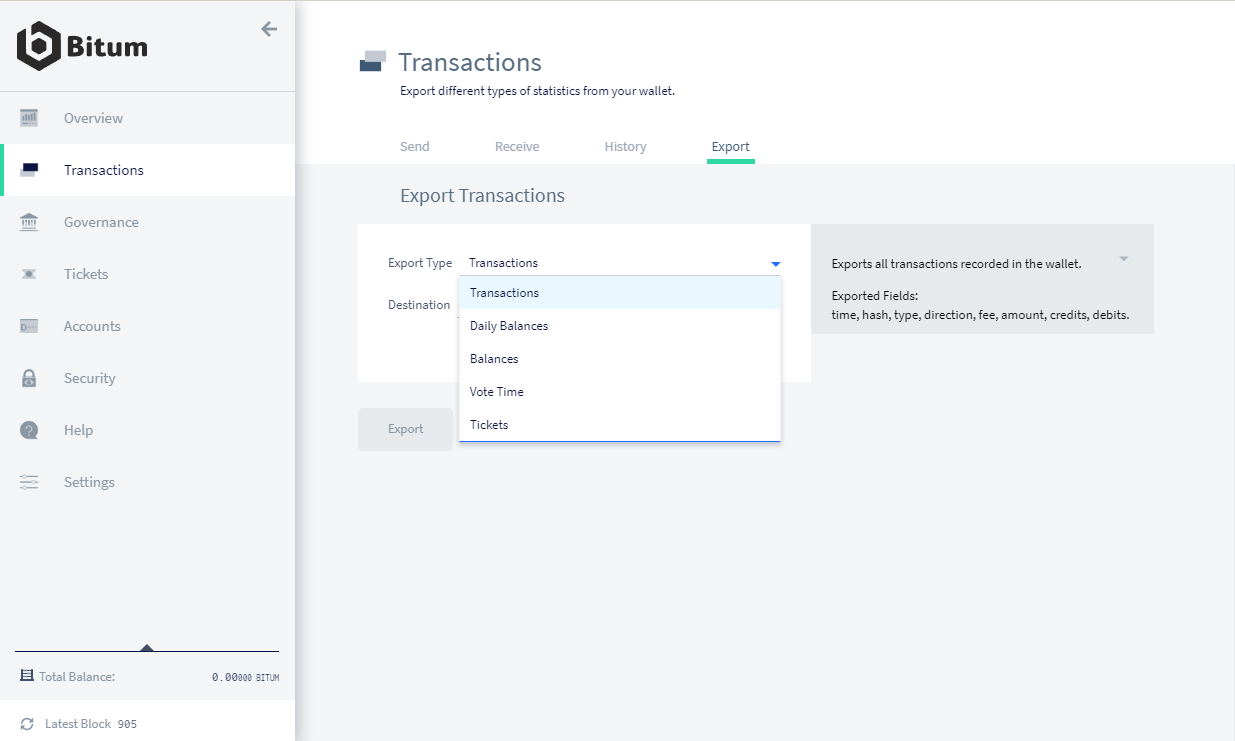 Bitum
Overview
Transactions
Governance
Tickets
Accounts
Security
Help
Settings
Total Balance: 0.00000 BITUM
Latest Block 905
Transactions
Export different types of statistics from your wallet.
Send Receive History Export
Export Transactions
Export Type Transactions
Destination
Transactions
Daily Balances
Balances
Vote Time
Tickets
Export
Exports all transactions recorded in the wallet.
Exported Fields:
time, hash, type, direction, fee, amount, credits, debits.